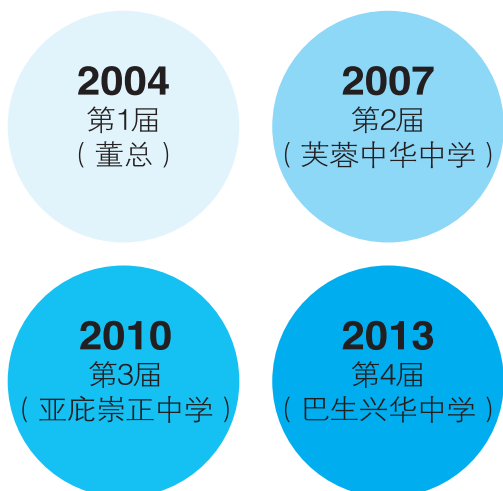 2004
第1届
（董总）
2007
第2届
（芙蓉中华中学）
2010
第3届
（亚庇崇正中学）
2013
第4届
（巴生兴华中学）